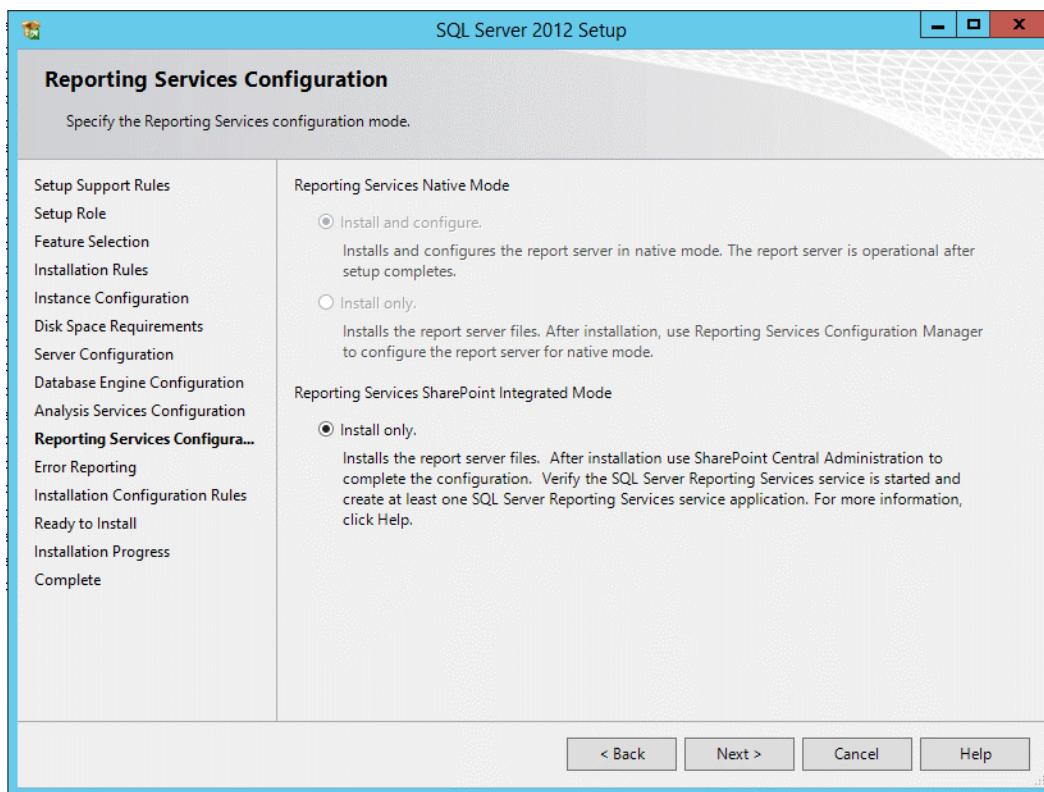 SQL Server 2012 Setup
Reporting Services Configuration
Specify the Reporting Services configuration mode.
Setup Support Rules
Setup Role
Feature Selection
Installation Rules
Instance Configuration
Disk Space Requirements
Server Configuration
Database Engine Configuration
Analysis Services Configuration
Reporting Services Configura...
Error Reporting
Installation Configuration Rules
Ready to Install
Installation Progress
Complete
Reporting Services Native Mode
Install and configure.
Installs and configures the report server in native mode. The report server is operational after
setup completes.
Install only.
Installs the report server files. After installation, use Reporting Services Configuration Manager
to configure the report server for native mode.
Reporting Services SharePoint Integrated Mode
Install only.
Installs the report server files.  After installation use SharePoint Central Administration to
complete the configuration.  Verify the SQL Server Reporting Services service is started and
create at least one SQL Server Reporting Services service application. For more information,
click Help.
< Back
Next >
Cancel
Help